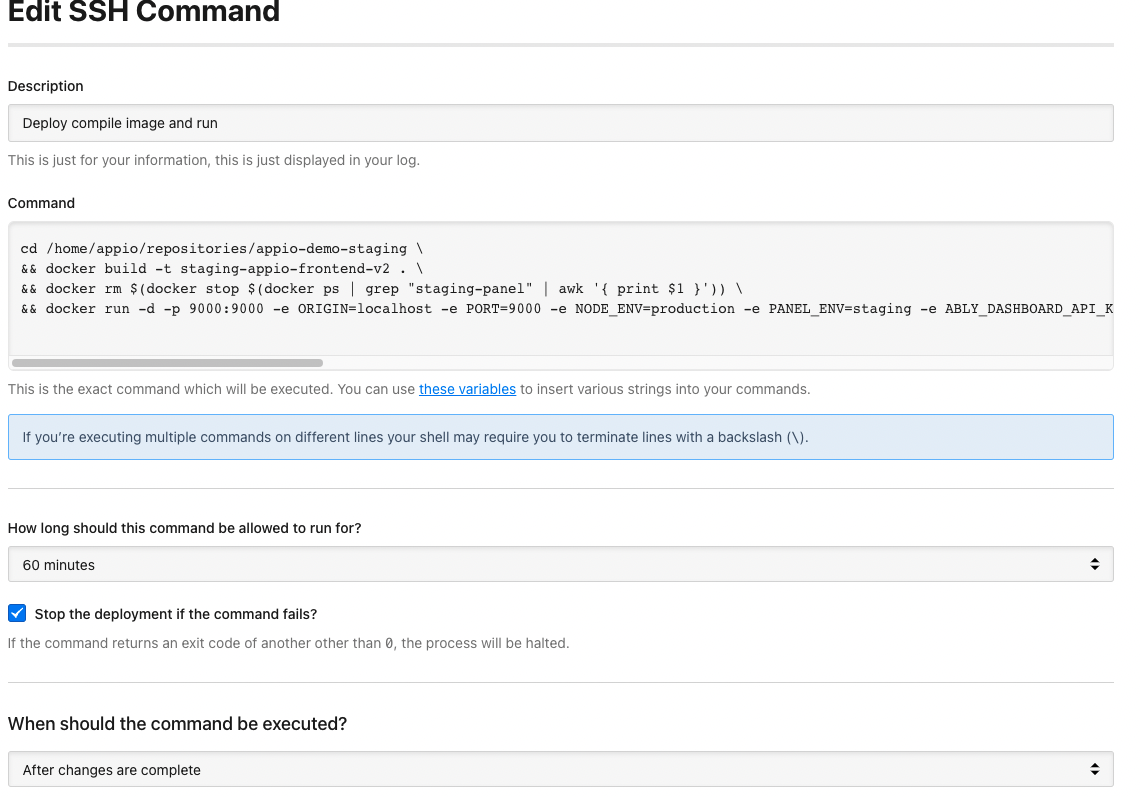 Edit SSH Command
Description
Deploy compile image and run
This is just for your information, this is just displayed in your log.
Command
cd /home/appio/repositories/appio-demo-staging \
&& docker build -t staging-appio-frontend-v2 . \
&& docker rm $(docker stop $(docker ps | grep "staging-panel" | awk '{ print $1 }')) \
&& docker run -d -p 9000:9000 -e ORIGIN=localhost -e PORT=9000 -e NODE_ENV=production -e PANEL_ENV=staging -e ABLY_DASHBOARD_API_K
This is the exact command which will be executed. You can use these variables to insert various strings into your commands.
If you’re executing multiple commands on different lines your shell may require you to terminate lines with a backslash (\).
How long should this command be allowed to run for?
60 minutes
Stop the deployment if the command fails?
If the command returns an exit code of another other than 0, the process will be halted.
When should the command be executed?
After changes are complete